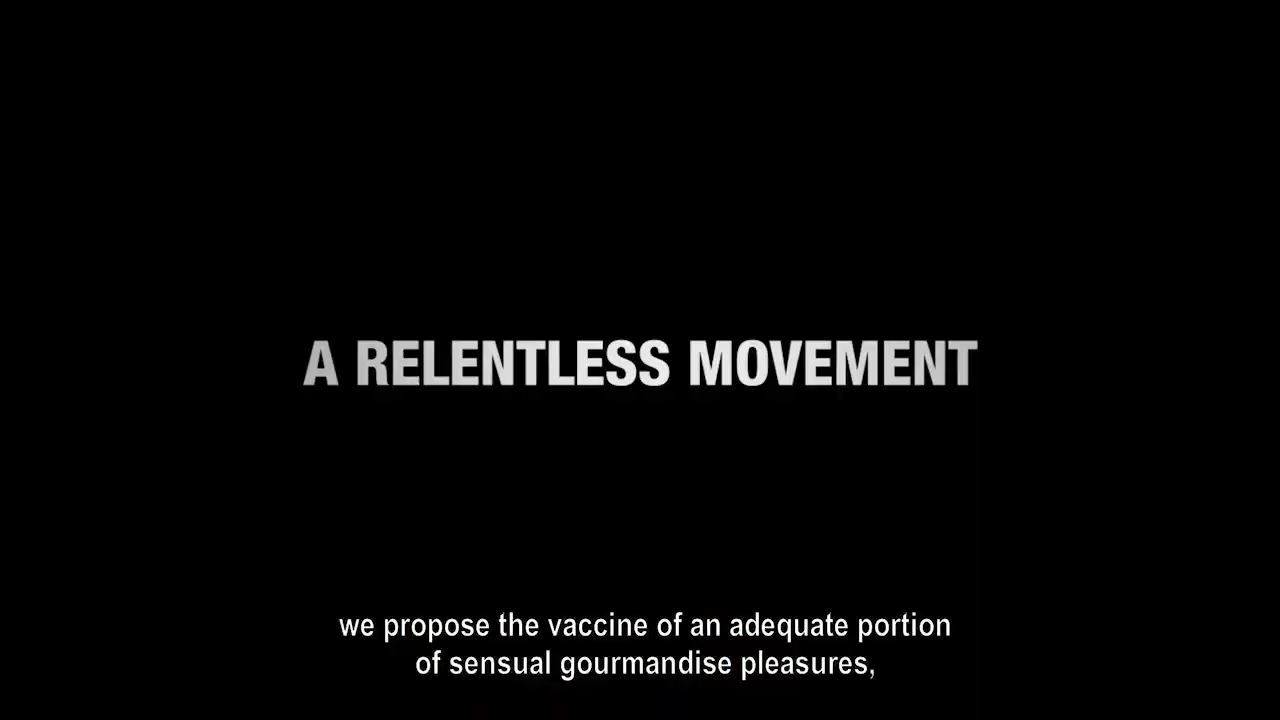 A RELENTLESS MOVEMENT
we propose the vaccine of an adequate portion
of sensual gourmandise pleasures,